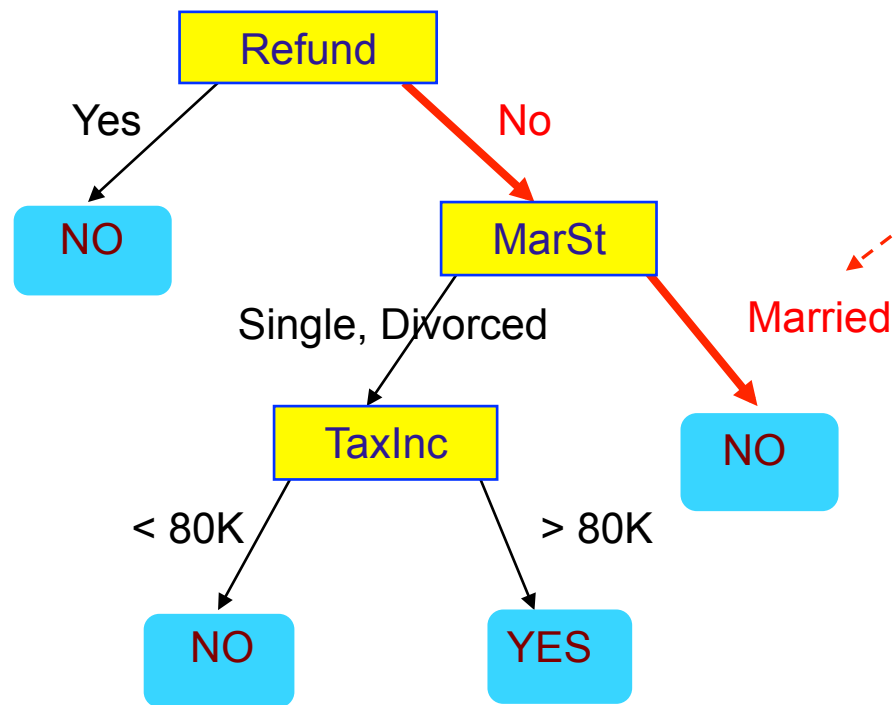 Refund
Yes
No
NO
MarSt
Single, Divorced
Married
TaxInc
NO
< 80K
> 80K
NO
YES